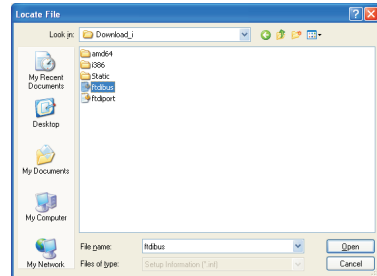 Locate File
Look in: Download_i
My Recent
Documents
Desktop
My Documents
My Computer
My Network
amd64
i386
Static
ftdibus
ftdiport
File name: ftdibus
Open
Files of type: Setup Information (*.inf)
Cancel